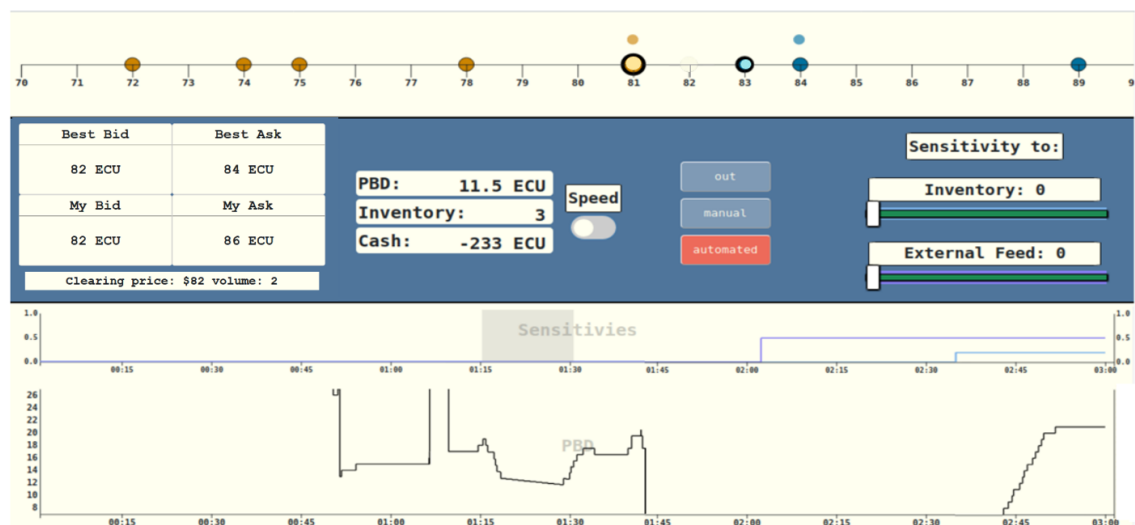 70 71 72 73 74 75 76 77 78 79 80 81 82 83 84 85 86 87 88 89 9
Best Bid Best Ask
82 ECU 84 ECU
My Bid My Ask
82 ECU 86 ECU
Clearing price: $82 volume: 2
PBD: 11.5 ECU
Inventory: 3
Cash: -233 ECU
Speed
out
manual
automated
Sensitivity to:
Inventory: 0
External Feed: 0
Sensitivies
1.0 1.0
0.5 0.5
0.0 0.0
00:15 00:30 00:45 01:00 01:15 01:30 01:45 02:00 02:15 02:30 02:45 03:00
PBD
26
24
22
20
18
16
14
12
10
8
00:15 00:30 00:45 01:00 01:15 01:30 01:45 02:00 02:15 02:30 02:45 03:00